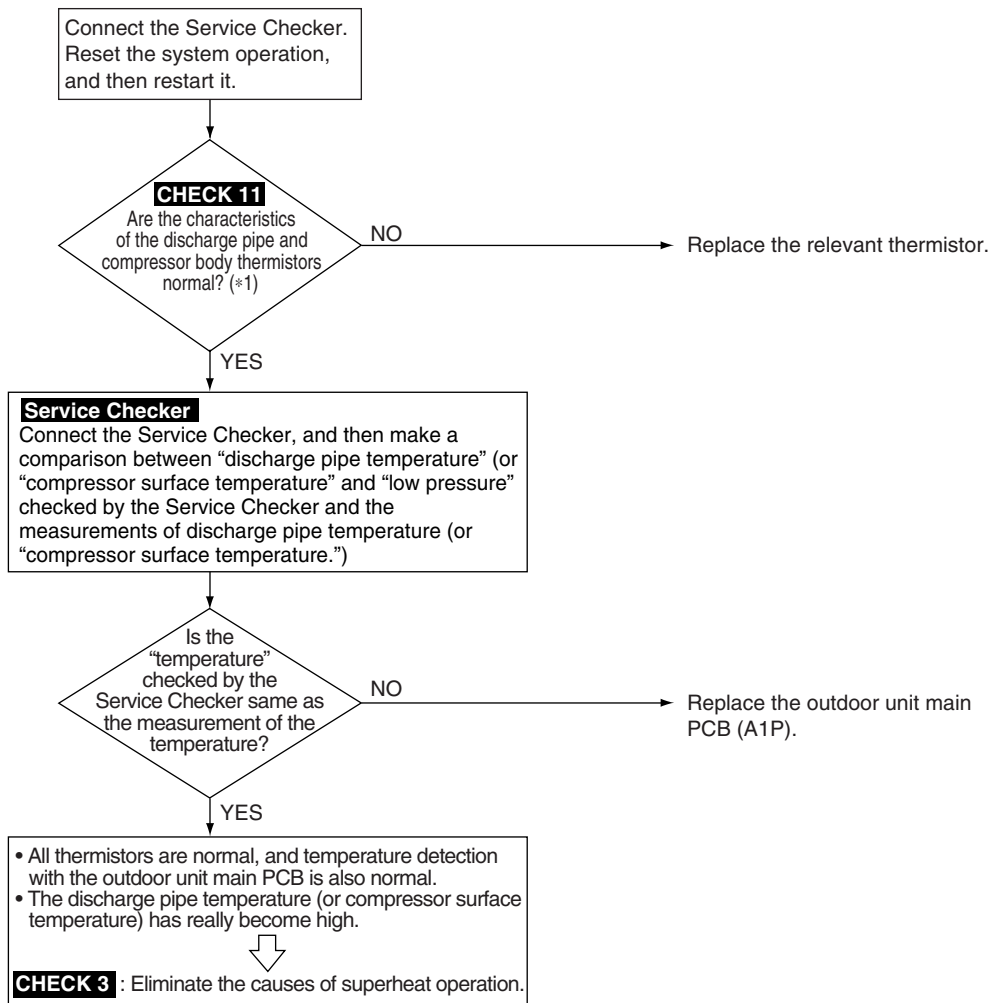 Connect the Service Checker.
Reset the system operation,
and then restart it.
CHECK 11
Are the characteristics
of the discharge pipe and
compressor body thermistors
normal? (*1)
NO
Replace the relevant thermistor.
YES
Service Checker
Connect the Service Checker, and then make a
comparison between “discharge pipe temperature” (or
“compressor surface temperature” and “low pressure”
checked by the Service Checker and the
measurements of discharge pipe temperature (or
“compressor surface temperature.”)
Is the
“temperature”
checked by the
Service Checker same as
the measurement of the
temperature?
NO
Replace the outdoor unit main
PCB (A1P).
YES
• All thermistors are normal, and temperature detection
with the outdoor unit main PCB is also normal.
• The discharge pipe temperature (or compressor surface
temperature) has really become high.
CHECK 3 : Eliminate the causes of superheat operation.